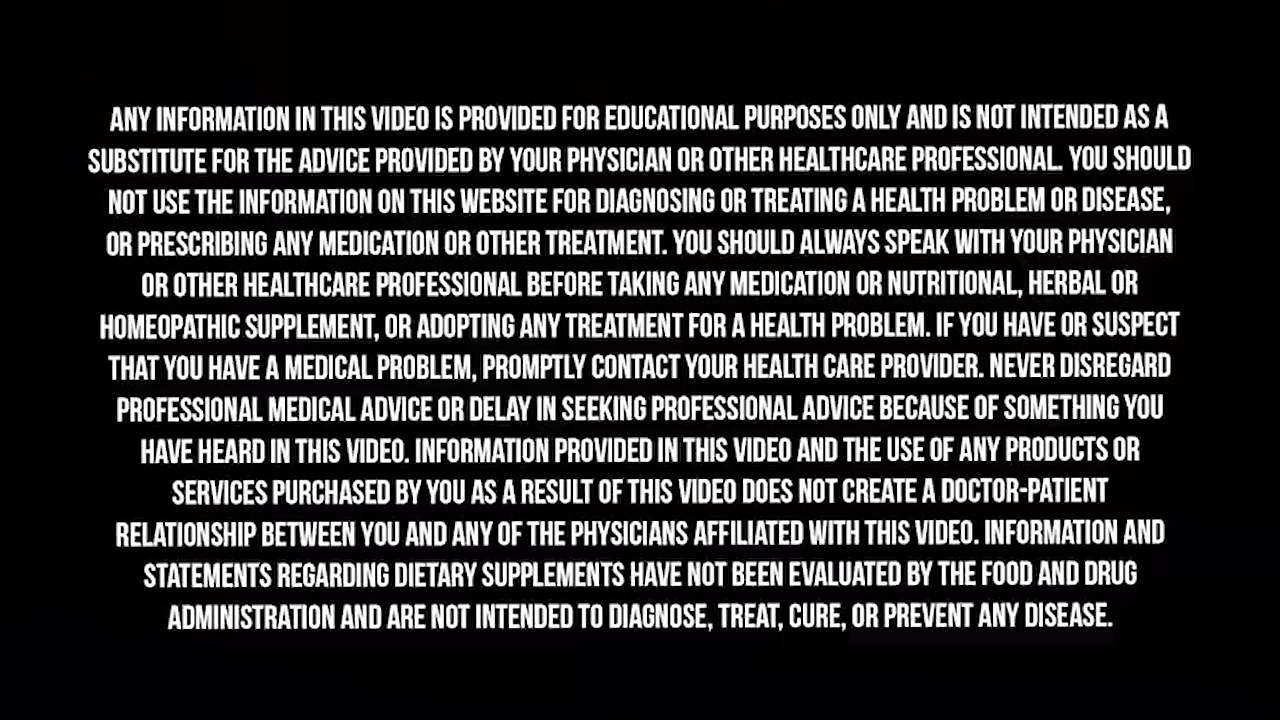 ANY INFORMATION IN THIS VIDEO IS PROVIDED FOR EDUCATIONAL PURPOSES ONLY AND IS NOT INTENDED AS A
SUBSTITUTE FOR THE ADVICE PROVIDED BY YOUR PHYSICIAN OR OTHER HEALTHCARE PROFESSIONAL. YOU SHOULD
NOT USE THE INFORMATION ON THIS WEBSITE FOR DIAGNOSING OR TREATING A HEALTH PROBLEM OR DISEASE,
OR PRESCRIBING ANY MEDICATION OR OTHER TREATMENT. YOU SHOULD ALWAYS SPEAK WITH YOUR PHYSICIAN
OR OTHER HEALTHCARE PROFESSIONAL BEFORE TAKING ANY MEDICATION OR NUTRITIONAL, HERBAL OR
HOMEOPATHIC SUPPLEMENT, OR ADOPTING ANY TREATMENT FOR A HEALTH PROBLEM. IF YOU HAVE OR SUSPECT
THAT YOU HAVE A MEDICAL PROBLEM, PROMPTLY CONTACT YOUR HEALTH CARE PROVIDER. NEVER DISREGARD
PROFESSIONAL MEDICAL ADVICE OR DELAY IN SEEKING PROFESSIONAL ADVICE BECAUSE OF SOMETHING YOU
HAVE HEARD IN THIS VIDEO. INFORMATION PROVIDED IN THIS VIDEO AND THE USE OF ANY PRODUCTS OR
SERVICES PURCHASED BY YOU AS A RESULT OF THIS VIDEO DOES NOT CREATE A DOCTOR-PATIENT
RELATIONSHIP BETWEEN YOU AND ANY OF THE PHYSICIANS AFFILIATED WITH THIS VIDEO. INFORMATION AND
STATEMENTS REGARDING DIETARY SUPPLEMENTS HAVE NOT BEEN EVALUATED BY THE FOOD AND DRUG
ADMINISTRATION AND ARE NOT INTENDED TO DIAGNOSE, TREAT, CURE, OR PREVENT ANY DISEASE.